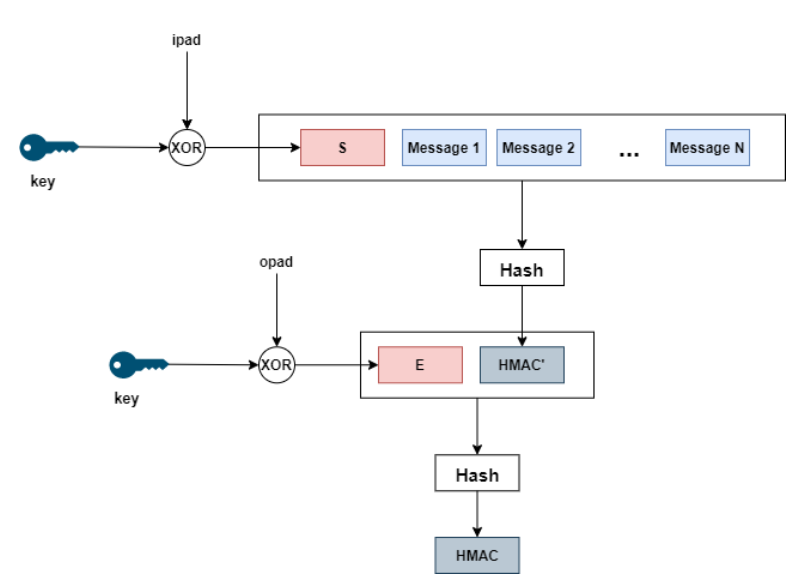 ipad
XOR
S
Message 1
Message 2
...
Message N
key
Hash
opad
XOR
E
HMAC'
key
Hash
HMAC